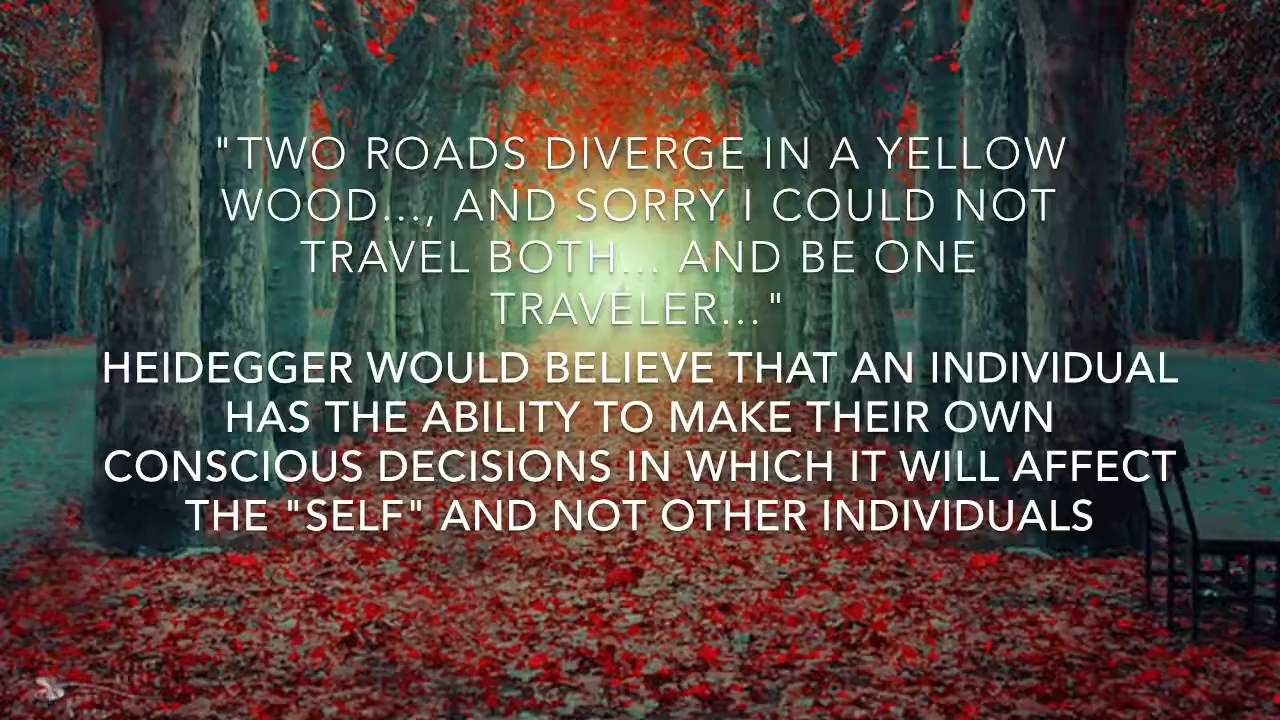 "TWO ROADS DIVERGE IN A YELLOW
WOOD..., AND SORRY I COULD NOT
TRAVEL BOTH... AND BE ONE
TRAVELER..."
HEIDEGGER WOULD BELIEVE THAT AN INDIVIDUAL
HAS THE ABILITY TO MAKE THEIR OWN
CONSCIOUS DECISIONS IN WHICH IT WILL AFFECT
THE "SELF" AND NOT OTHER INDIVIDUALS